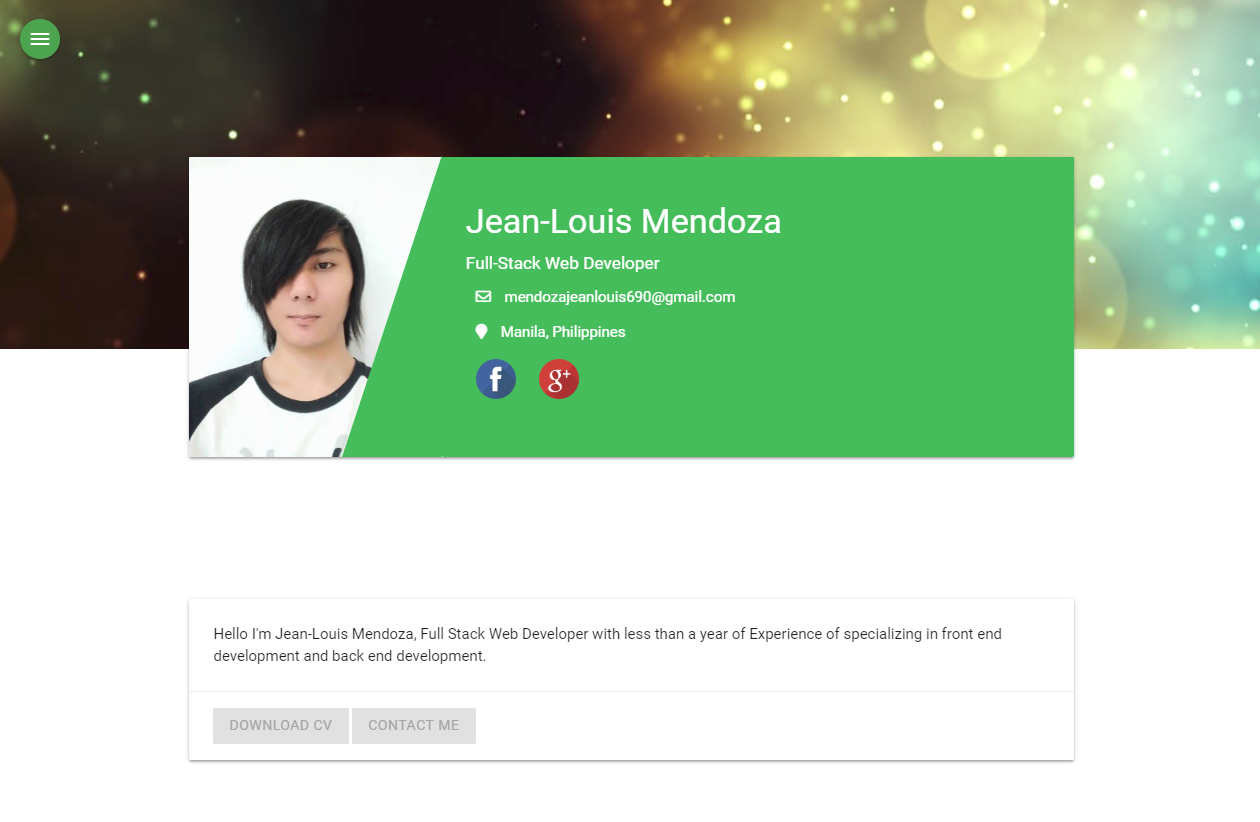 Jean-Louis Mendoza
Full-Stack Web Developer
mendozajeanlouis690@gmail.com
Manila, Philippines
f
g+
Hello I'm Jean-Louis Mendoza, Full Stack Web Developer with less than a year of Experience of specializing in front end
development and back end development.
DOWNLOAD CV
CONTACT ME